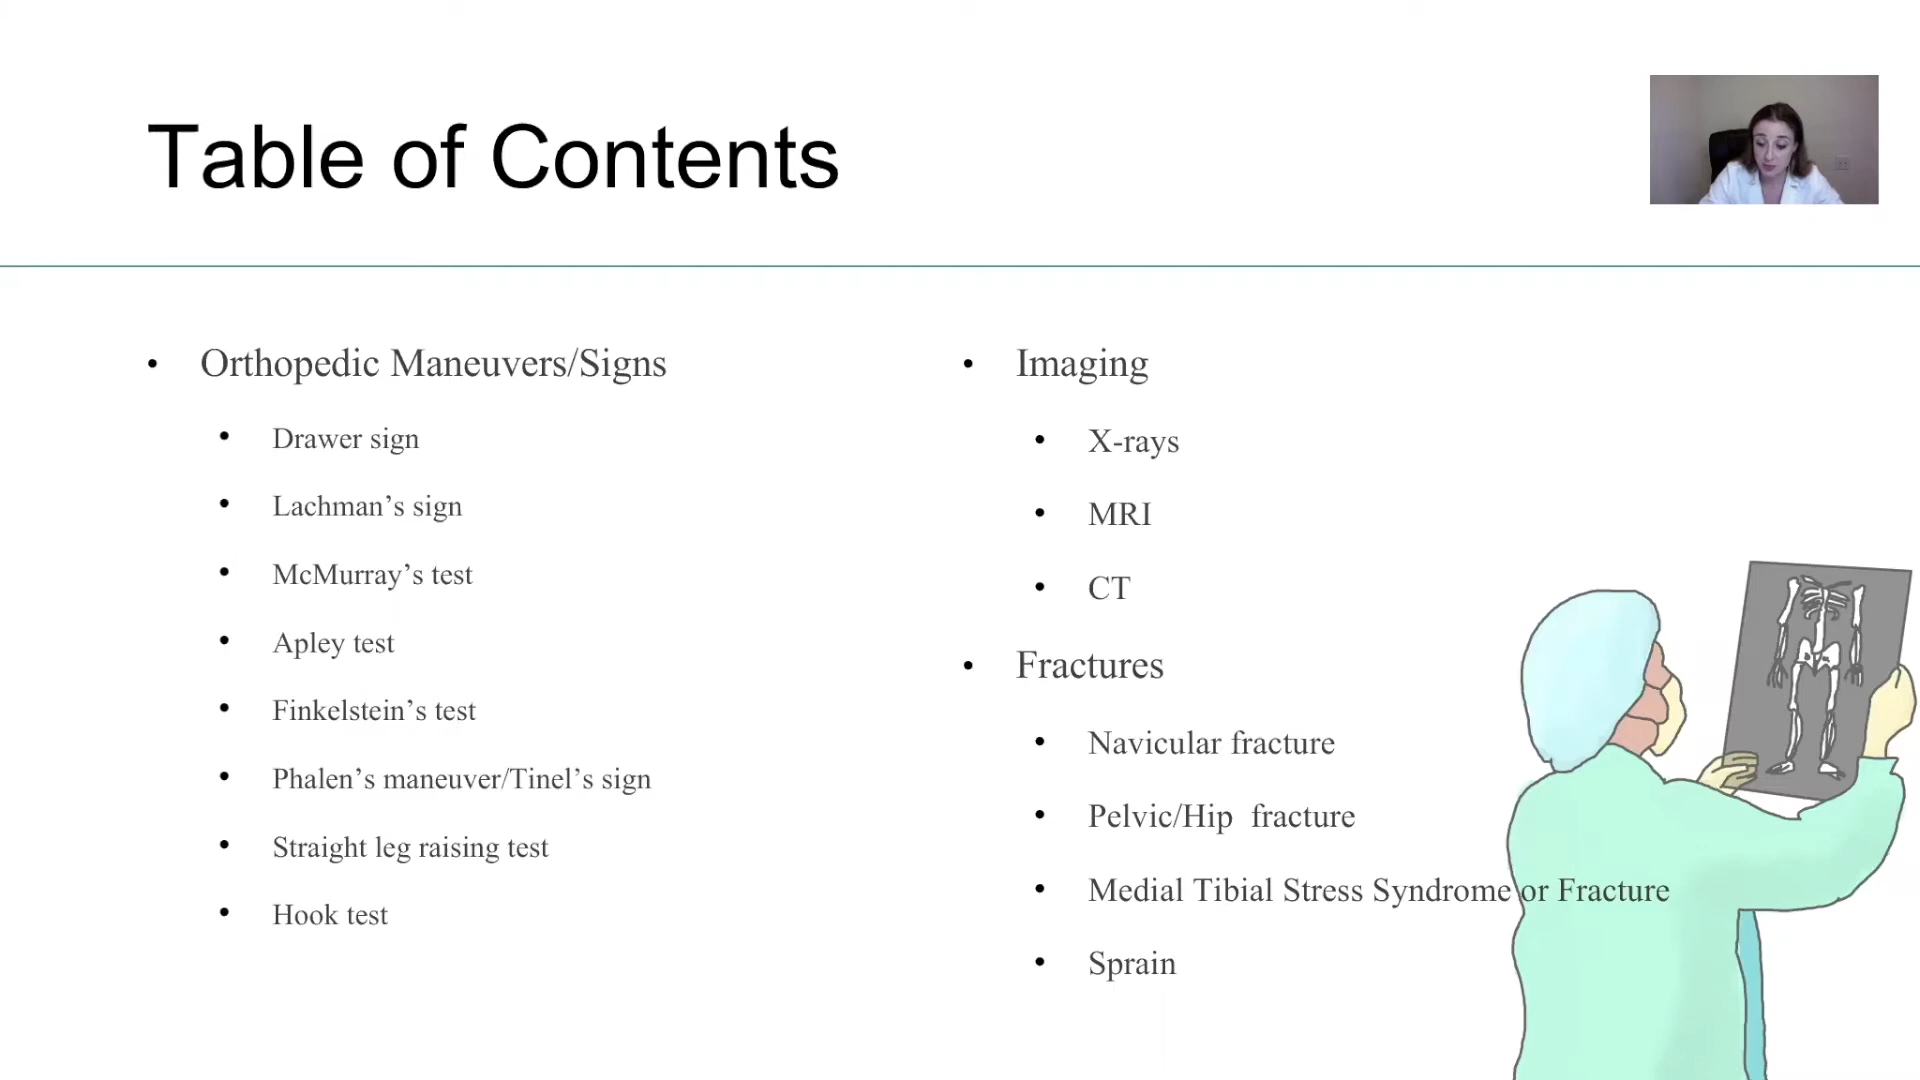 Table of Contents
Orthopedic Maneuvers/Signs
Drawer sign
Lachman’s sign
McMurray’s test
Apley test
Finkelstein’s test
Phalen’s maneuver/Tinel’s sign
Straight leg raising test
Hook test
Imaging
X-rays
MRI
CT
Fractures
Navicular fracture
Pelvic/Hip  fracture
Medial Tibial Stress Syndrome or Fracture
Sprain